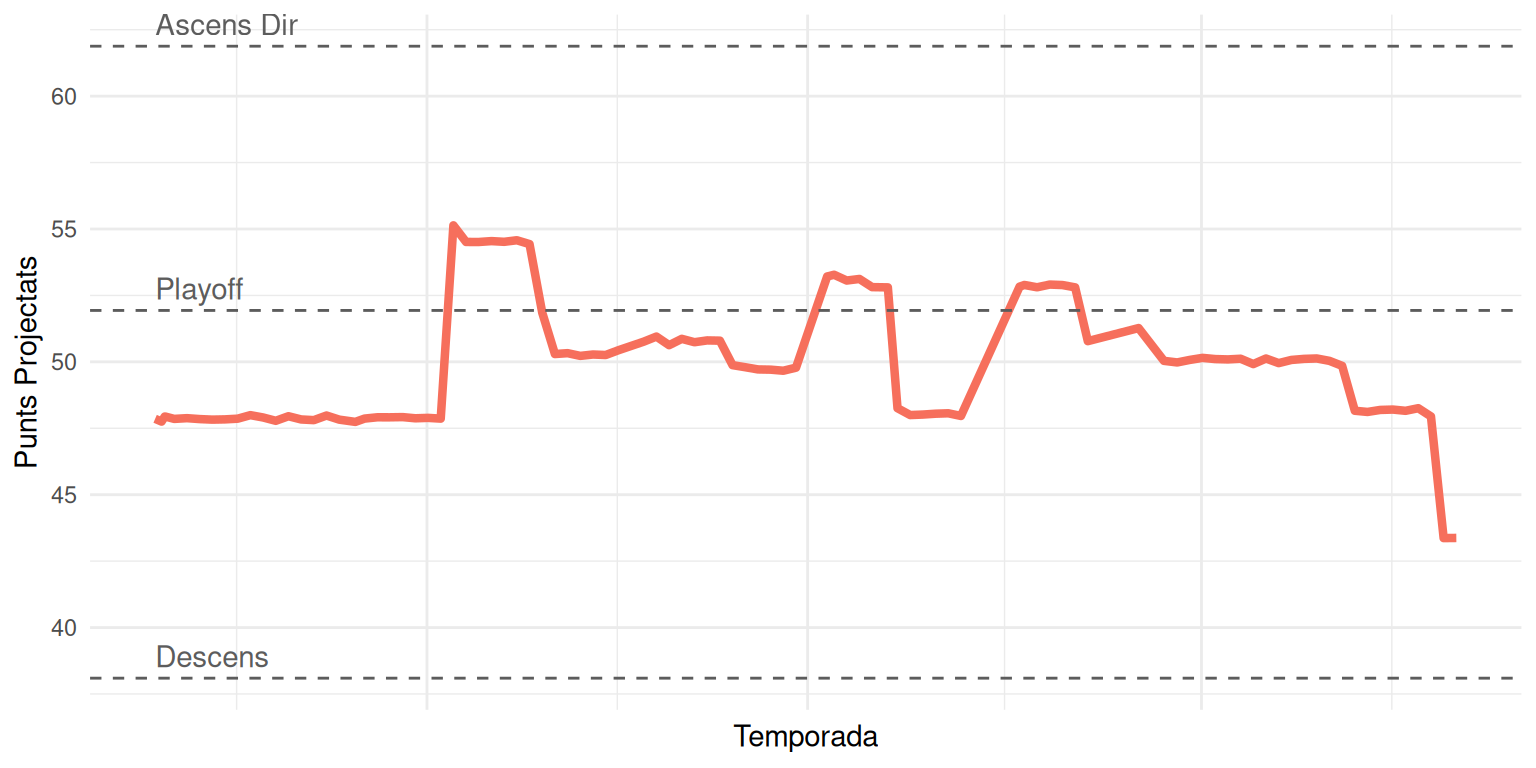 Ascens Dir
60
55
Playoff
50
45
40
Descens
Punts Projectats
Temporada